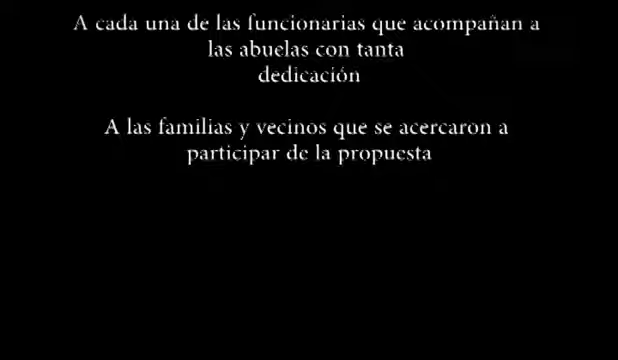 A cada una de las funcionarias que acompañan a
las abuelas con tanta
dedicación
A las familias y vecinos que se acercaron a
participar de la propuesta